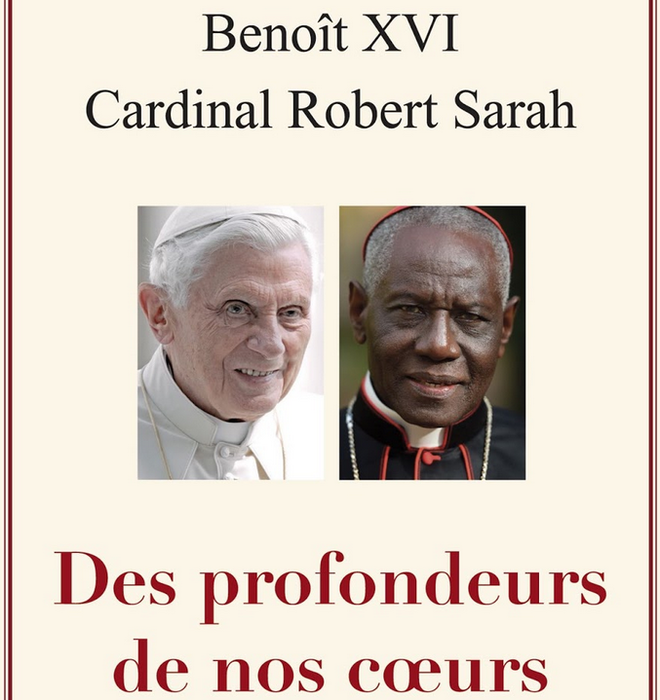 Benoît XVI
Cardinal Robert Sarah
Des profondeurs
de nos cœurs